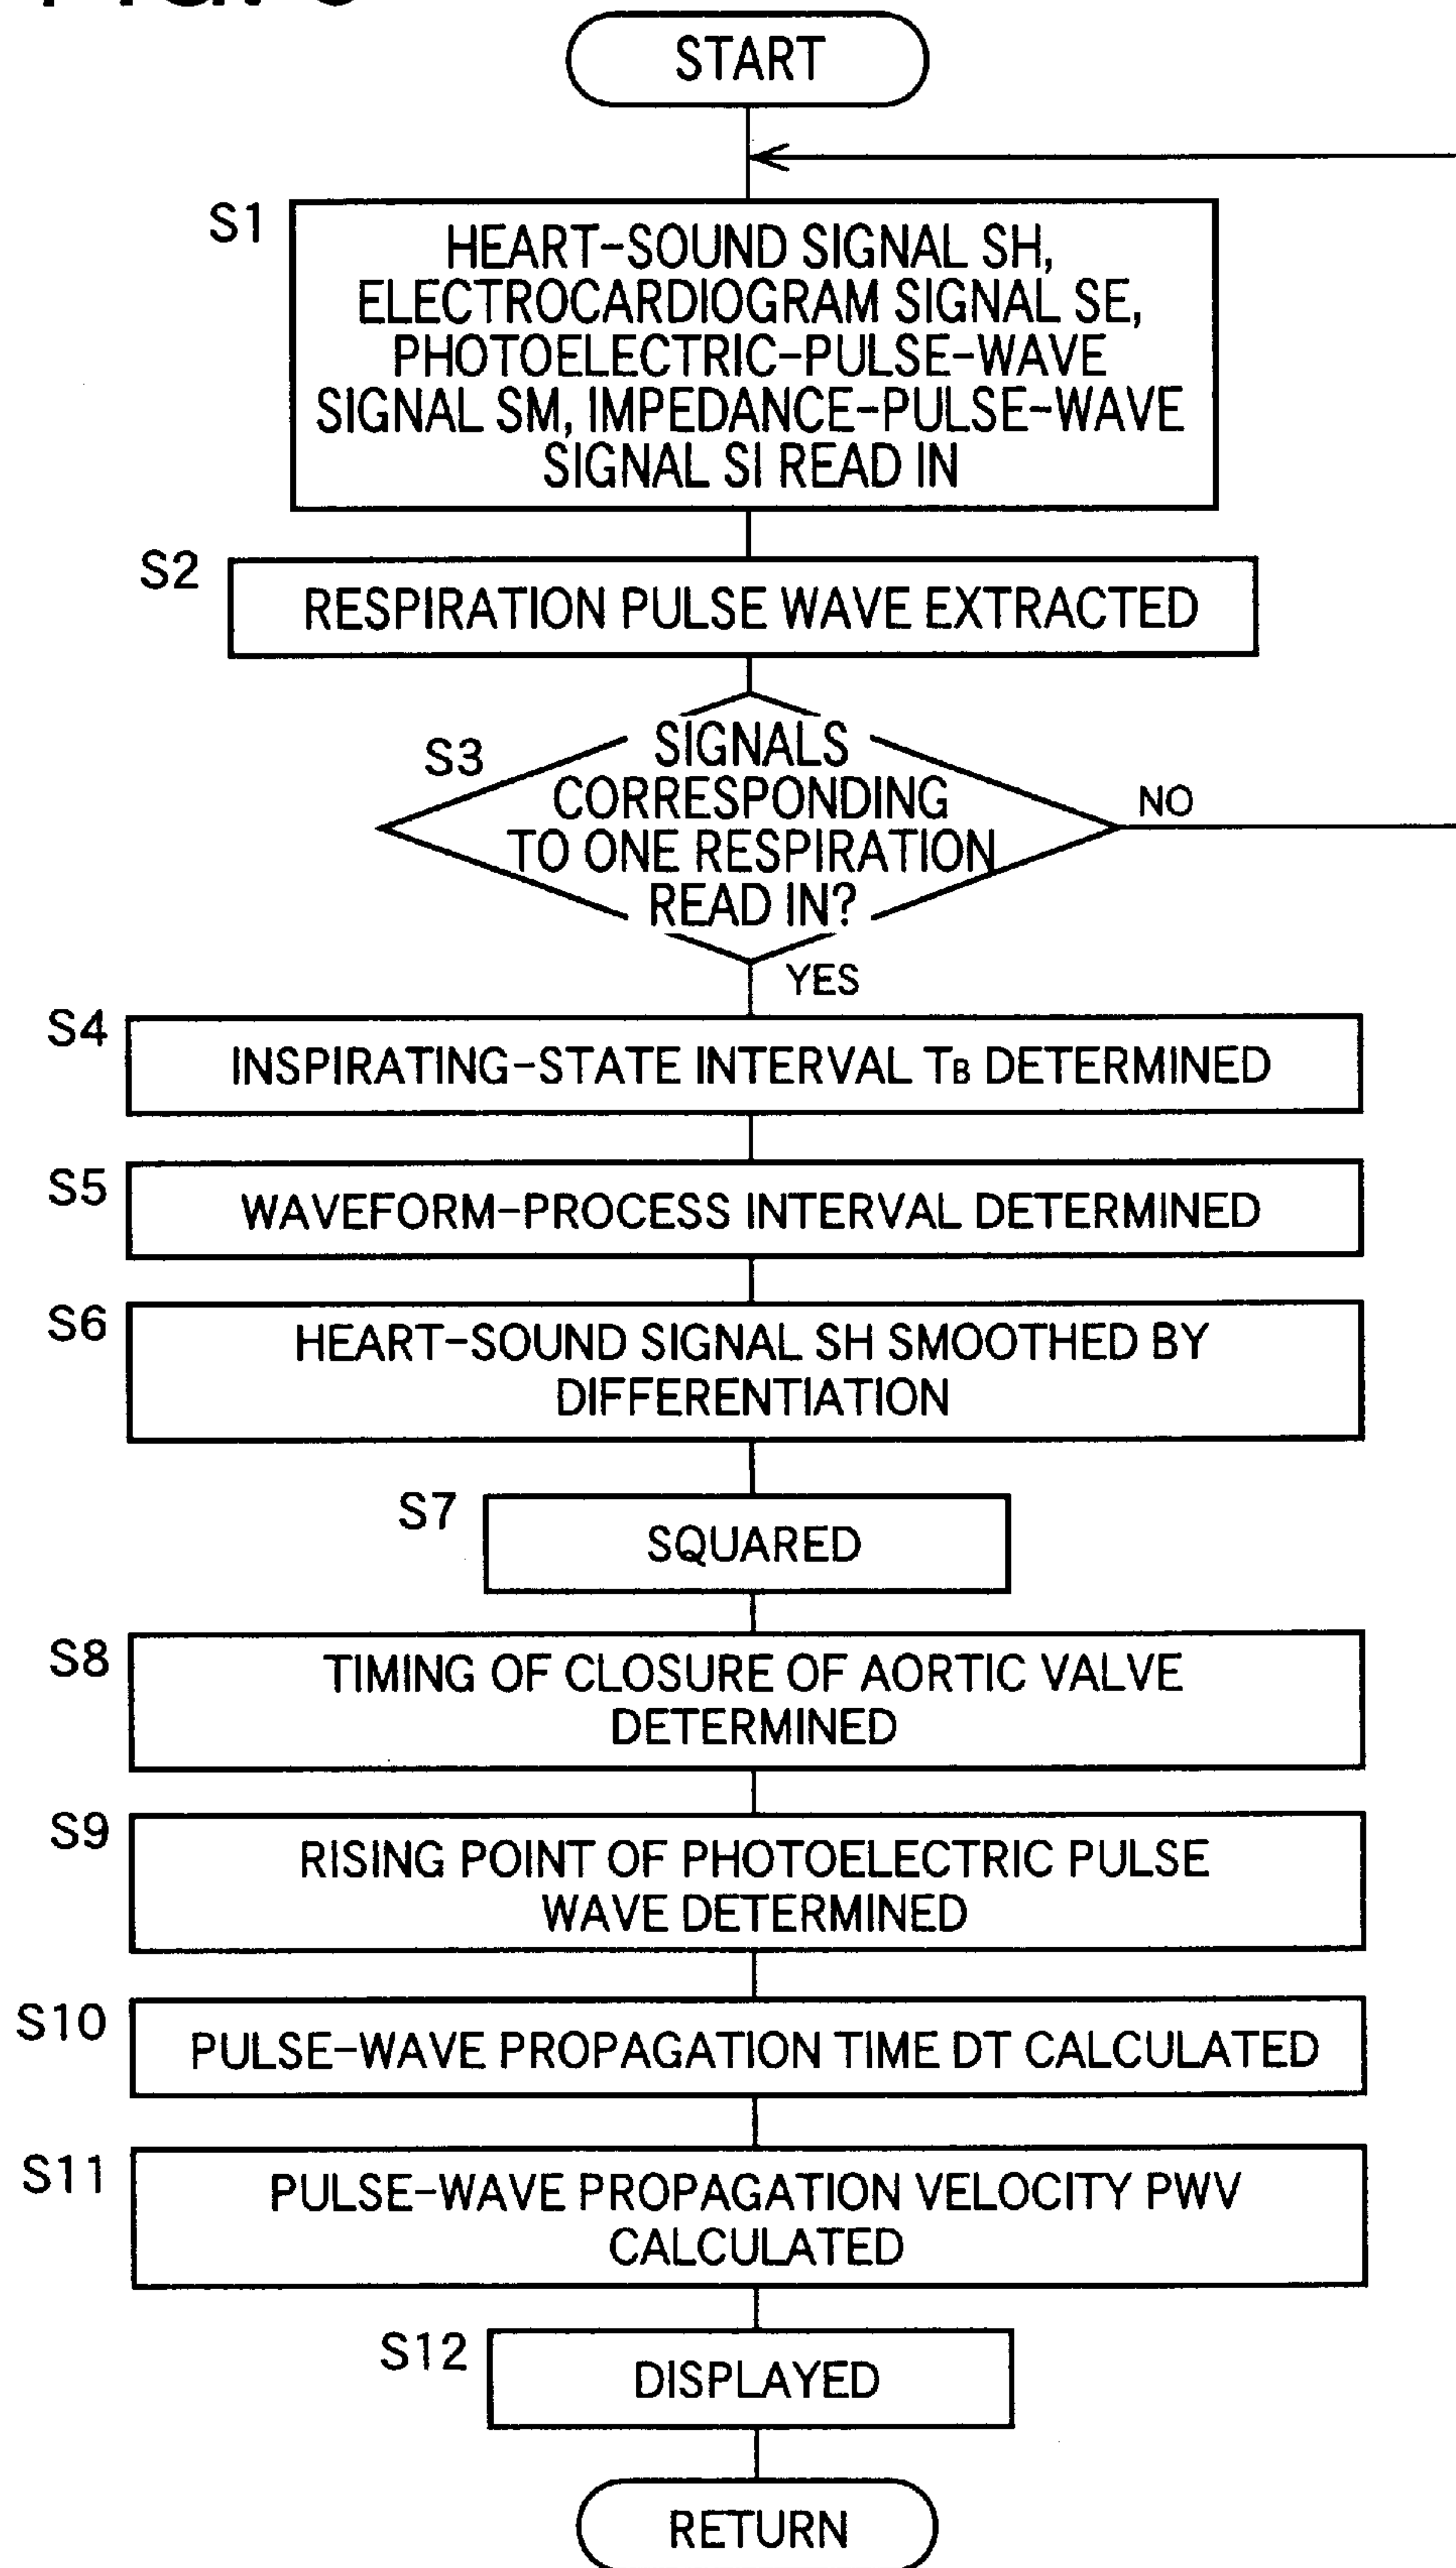 START
S1
HEART-SOUND SIGNAL SH,
ELECTROCARDIOGRAM SIGNAL SE,
PHOTOELECTRIC-PULSE-WAVE
SIGNAL SM, IMPEDANCE-PULSE-WAVE
SIGNAL SI READ IN
S2
RESPIRATION PULSE WAVE EXTRACTED
S3
SIGNALS
CORRESPONDING
TO ONE RESPIRATION
READ IN?
NO
YES
S4
INSPIRATING-STATE INTERVAL TB DETERMINED
S5
WAVEFORM-PROCESS INTERVAL DETERMINED
S6
HEART-SOUND SIGNAL SH SMOOTHED BY
DIFFERENTIATION
S7
SQUARED
S8
TIMING OF CLOSURE OF AORTIC VALVE
DETERMINED
S9
RISING POINT OF PHOTOELECTRIC PULSE
WAVE DETERMINED
S10
PULSE-WAVE PROPAGATION TIME DT CALCULATED
S11
PULSE-WAVE PROPAGATION VELOCITY PWV
CALCULATED
S12
DISPLAYED
RETURN